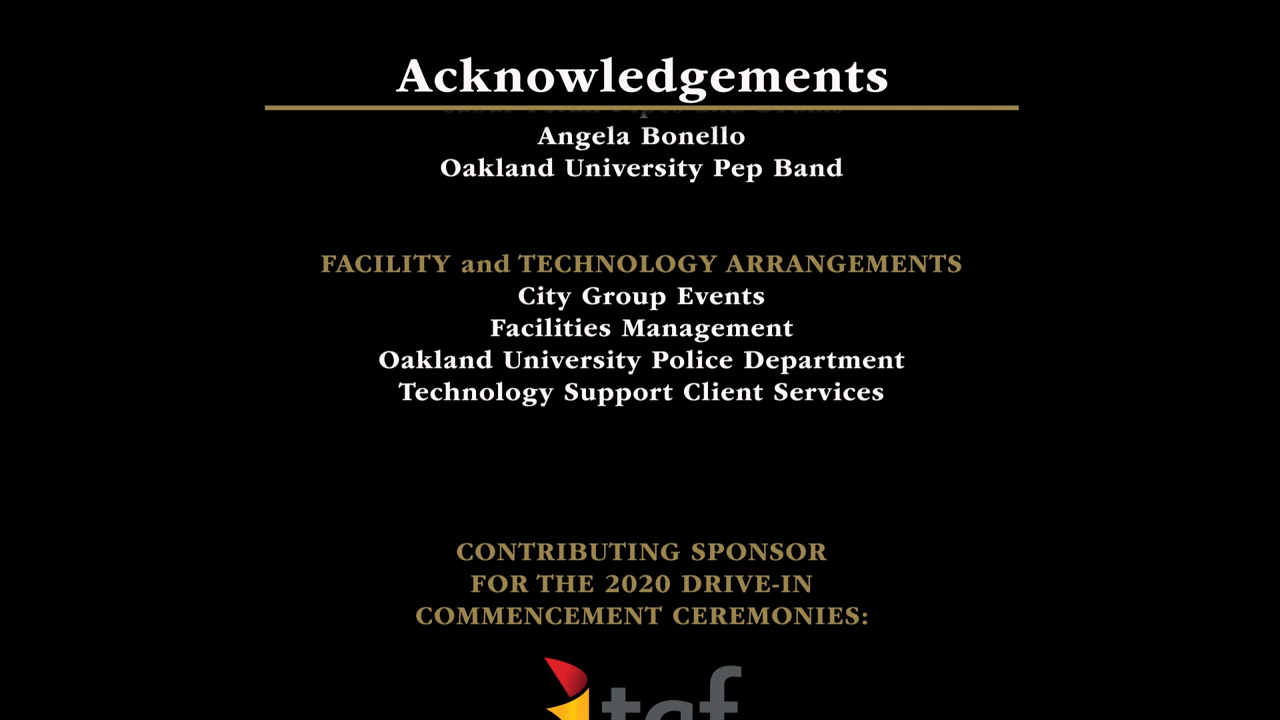 Acknowledgements
Angela Bonello
Oakland University Pep Band
FACILITY and TECHNOLOGY ARRANGEMENTS
City Group Events
Facilities Management
Oakland University Police Department
Technology Support Client Services
CONTRIBUTING SPONSOR
FOR THE 2020 DRIVE-IN
COMMENCEMENT CEREMONIES: